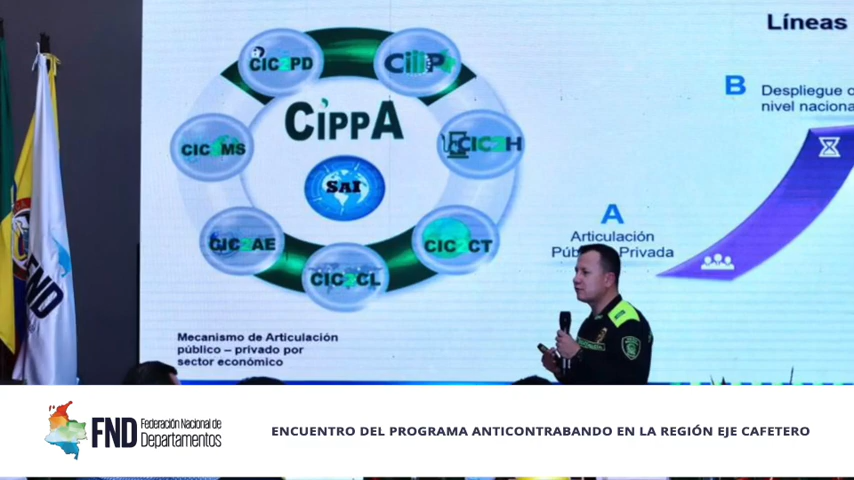 Líneas
CIC2PD
CIIIP
B
CIPPA
Despliegue
nivel naciona
CIC2MS
CIC2H
SAI
A
Articulación
Privada
CIC2AE
CIC2CT
CIC2CL
Mecanismo de Articulación
público – privado por
sector económico
FND
FND
Federación Nacional de
Departamentos
ENCUENTRO DEL PROGRAMA ANTICONTRABANDO EN LA REGIÓN EJE CAFETERO